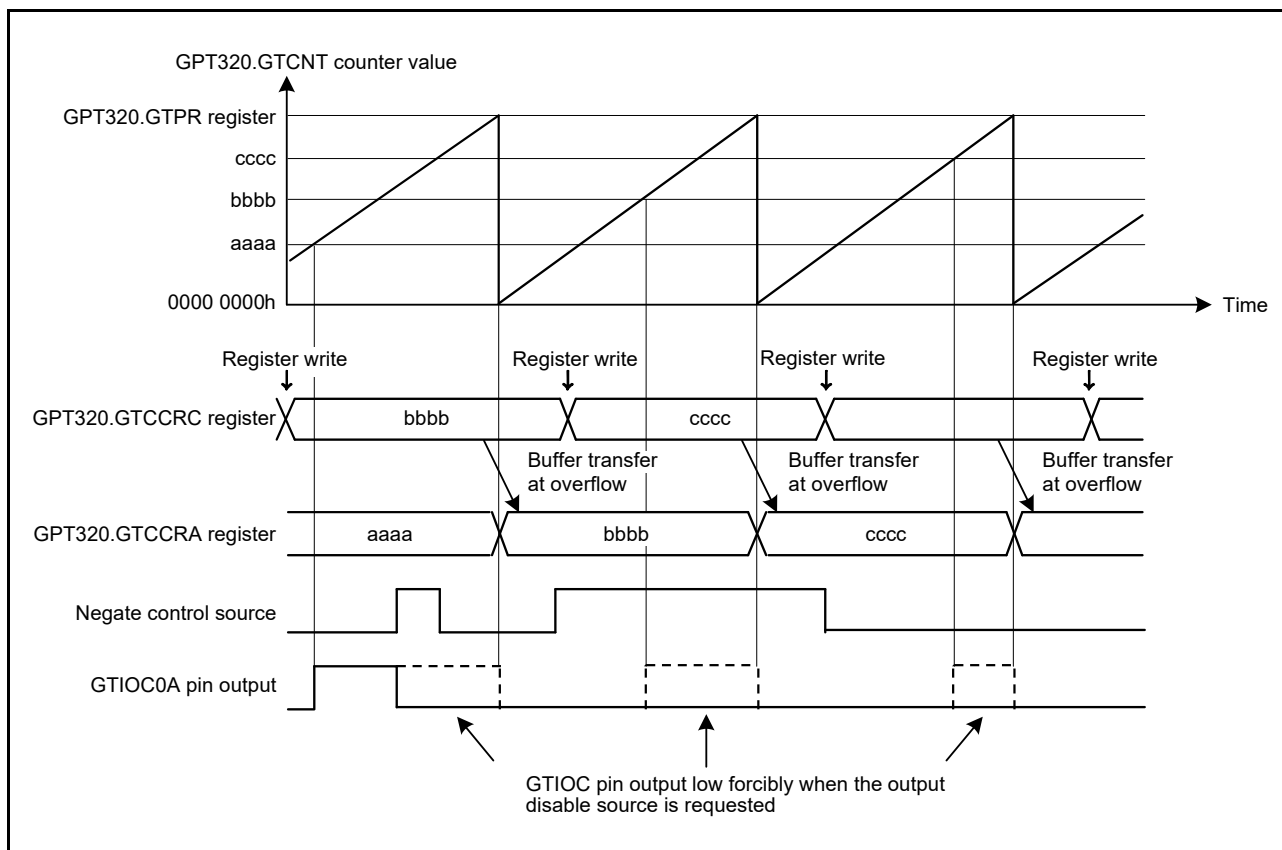 GPT320.GTCNT counter value
GPT320.GTPR register
cccc
bbbb
aaaa
0000 0000h
Time
Register write
Register write
Register write
Register write
GPT320.GTCCRC register
bbbb
cccc
Buffer transfer
at overflow
Buffer transfer
at overflow
Buffer transfer
at overflow
GPT320.GTCCRA register
aaaa
bbbb
cccc
Negate control source
GTIOC0A pin output
GTIOC pin output low forcibly when the output
disable source is requested